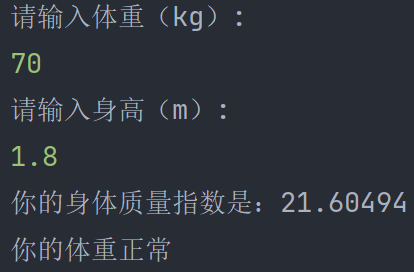 请输入体重（kg）:
70
请输入身高（m）:
1.8
你的身体质量指数是：21.60494
你的体重正常